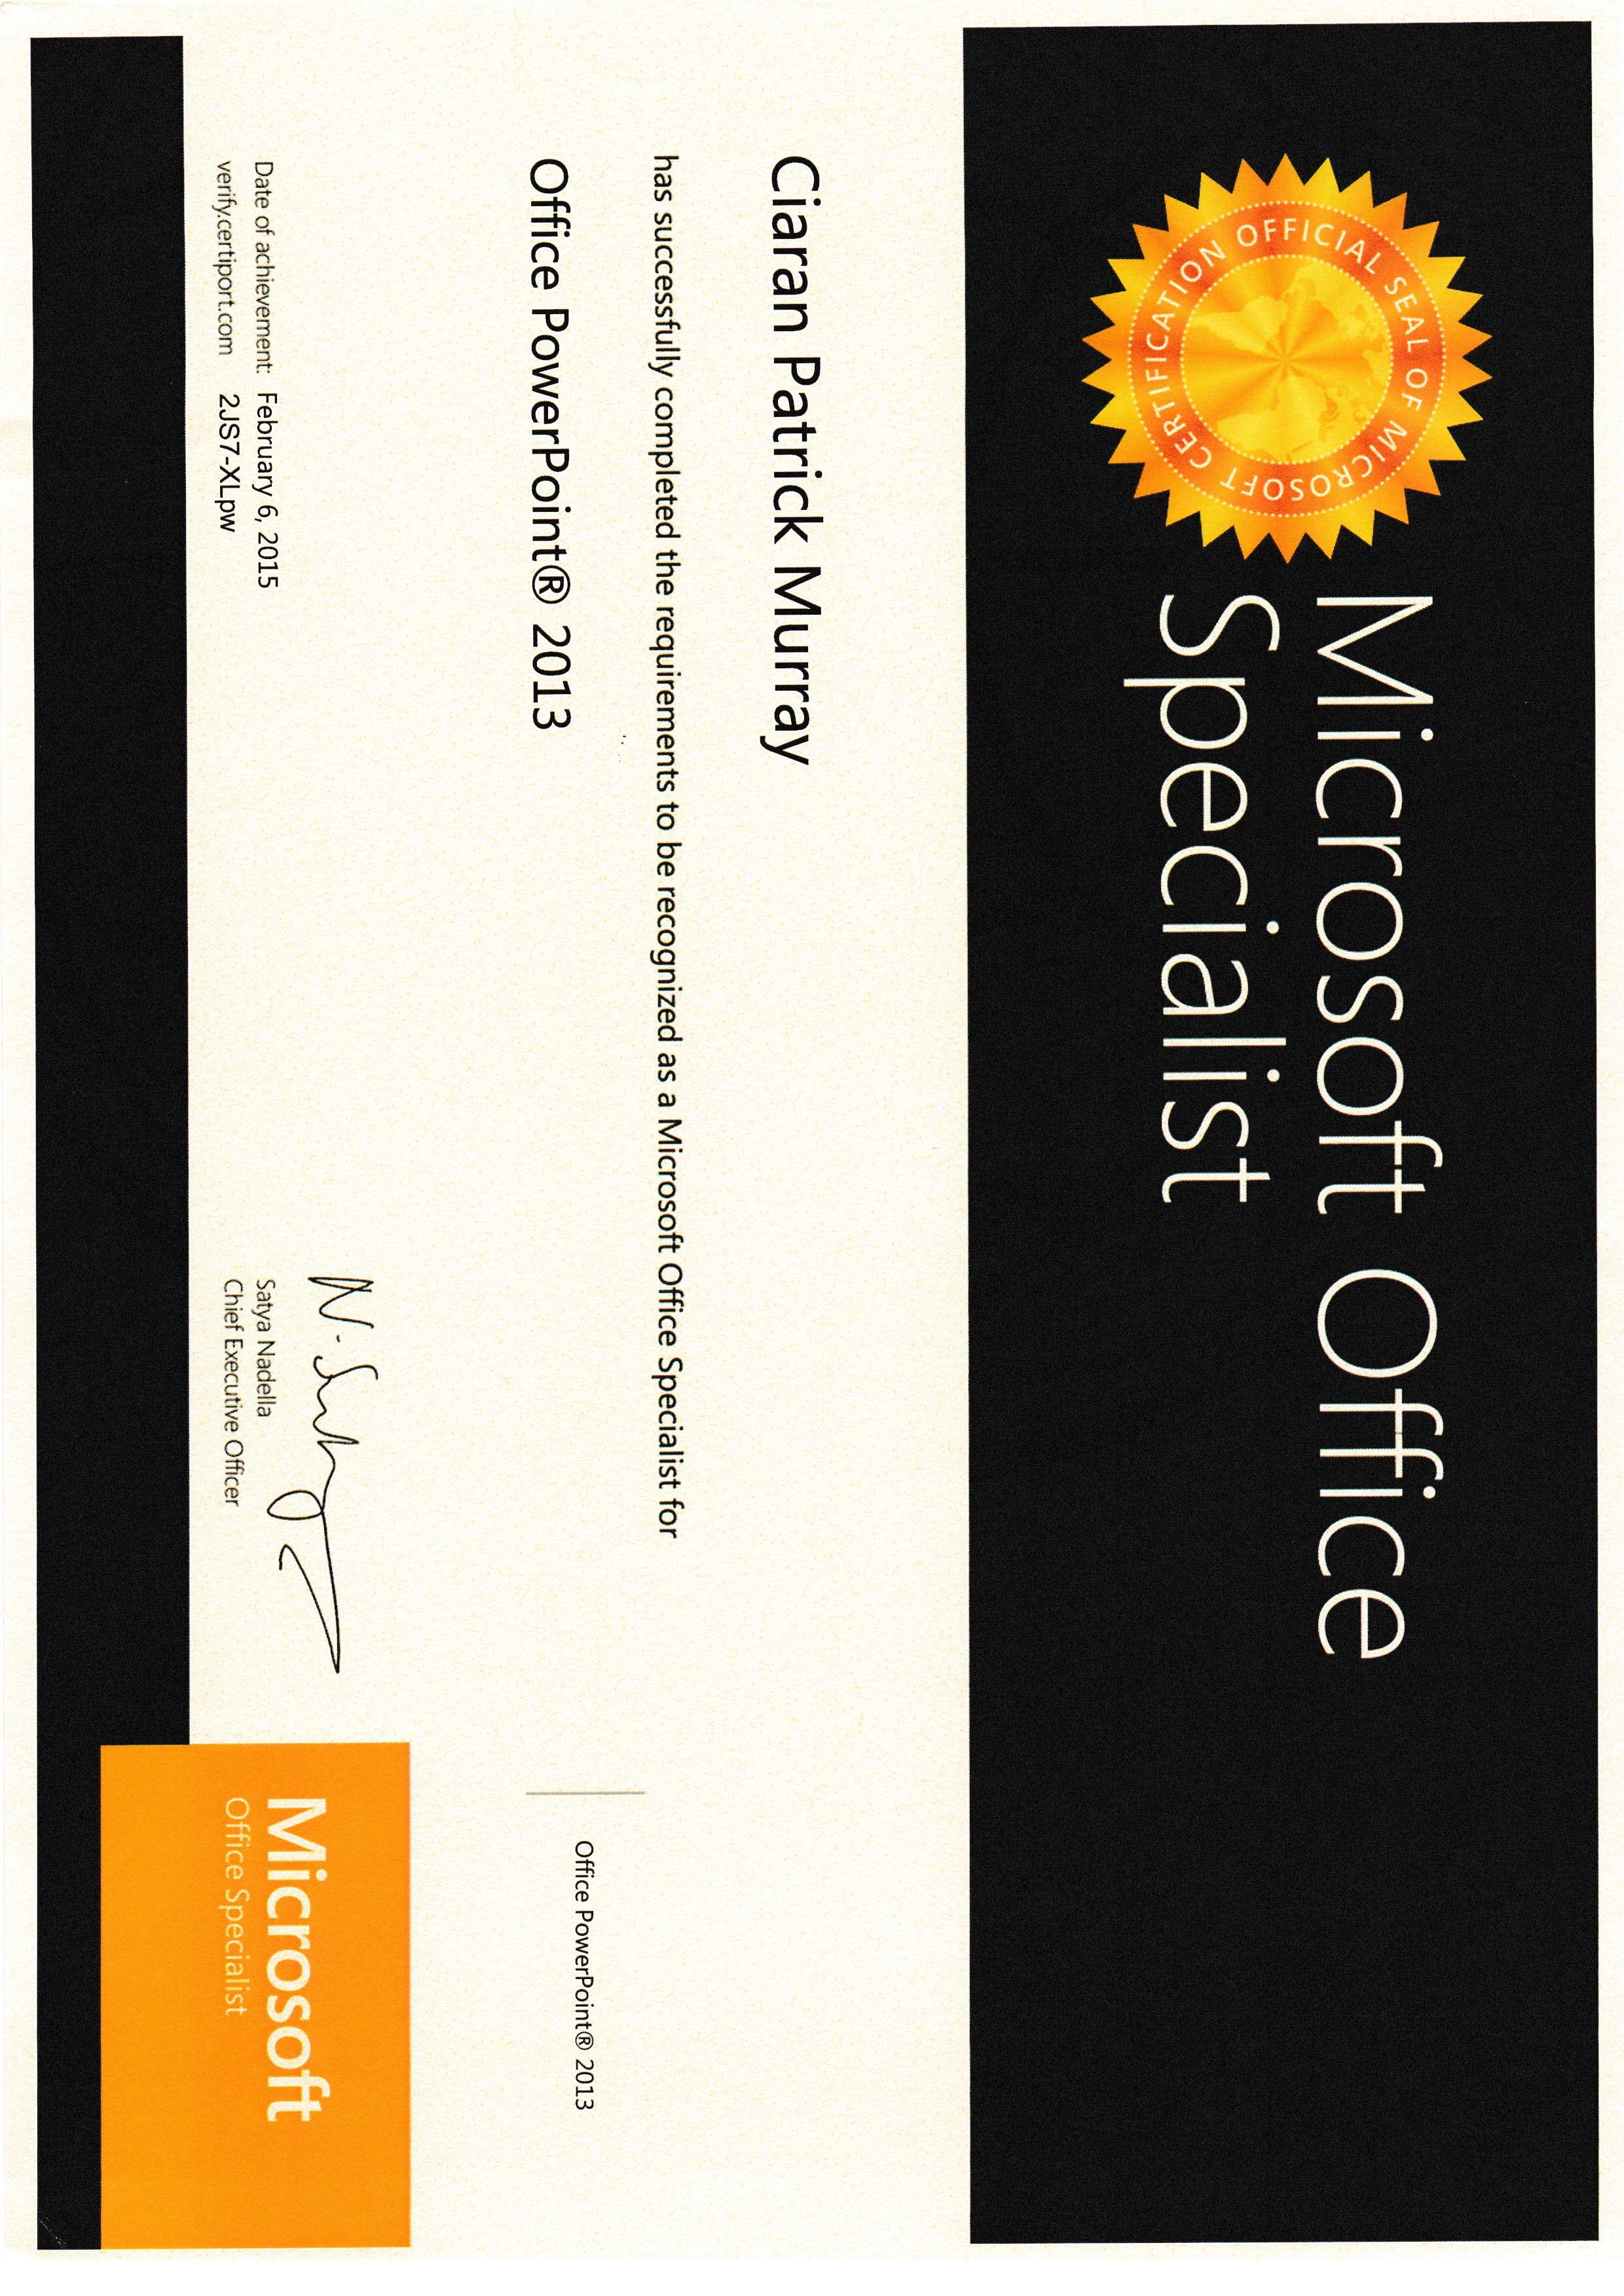 OFFICIAL SEAL OF MICROSOFT CERTIFICATION
Microsoft Office
Specialist
Ciaran Patrick Murray
has successfully completed the requirements to be recognized as a Microsoft Office Specialist for
Office PowerPoint® 2013
Office PowerPoint® 2013
N. Satya
Satya Nadella
Chief Executive Officer
Date of achievement: February 6, 2015
verify.certiport.com 2JS7-XLpw
Microsoft
Office Specialist